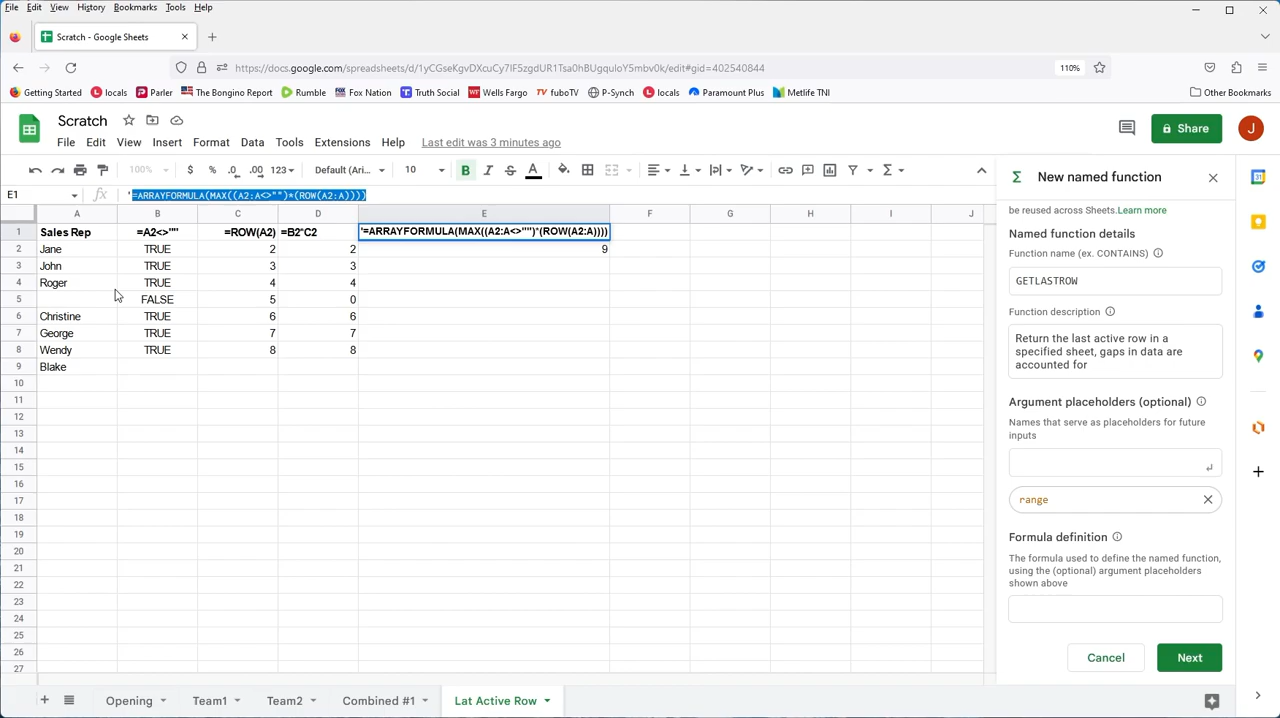 File Edit View History Bookmarks Tools Help
Scratch - Google Sheets
https://docs.google.com/spreadsheets/d/1yCGseKgvDXcuCy7IF5zgdUR1Tsa0hBUgquloY5mbv0k/edit#gid=402540844
110%
Getting Started locals Parler The Bongino Report Rumble Fox Nation Truth Social Wells Fargo fuboTV P-Synch locals Paramount Plus Metlife TNI Other Bookmarks
Scratch
File Edit View Insert Format Data Tools Extensions Help Last edit was 3 minutes ago
Share
J
100% $ % .0 .00 123 Default (Ari... 10 B I S A
E1 '=ARRAYFORMULA(MAX((A2:A<>"")*(ROW(A2:A))))
A B C D E F G H I J
1 Sales Rep =A2<>"" =ROW(A2) =B2*C2 '=ARRAYFORMULA(MAX((A2:A<>"")*(ROW(A2:A))))
2 Jane TRUE 2 2 9
3 John TRUE 3 3
4 Roger TRUE 4 4
5 FALSE 5 0
6 Christine TRUE 6 6
7 George TRUE 7 7
8 Wendy TRUE 8 8
9 Blake
10
11
12
13
14
15
16
17
18
19
20
21
22
23
24
25
26
27
New named function
be reused across Sheets.Learn more
Named function details
Function name (ex. CONTAINS)
GETLASTROW
Function description
Return the last active row in a
specified sheet, gaps in data are
accounted for
Argument placeholders (optional)
Names that serve as placeholders for future
inputs
range
Formula definition
The formula used to define the named function,
using the (optional) argument placeholders
shown above
Cancel Next
Opening Team1 Team2 Combined #1 Lat Active Row